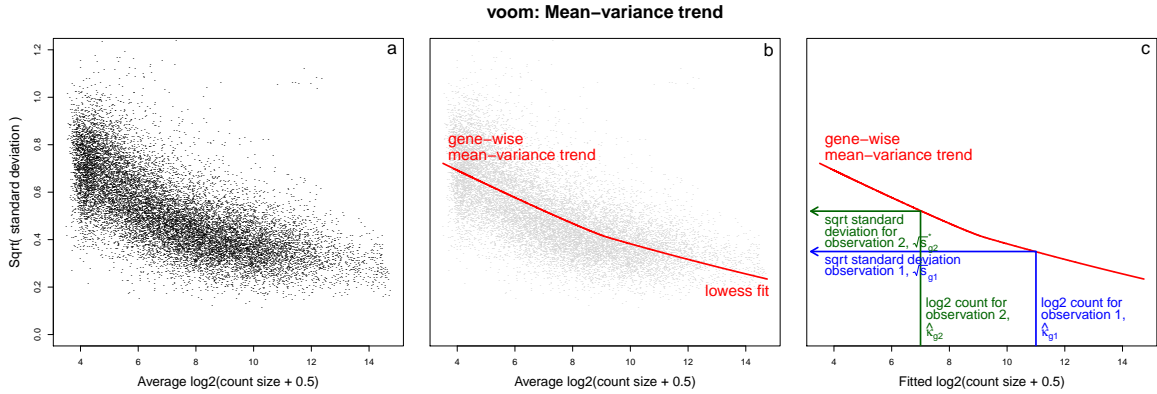 voom: Mean−variance trend
a
1.2
1.0
0.8
0.6
0.4
0.2
0.0
Sqrt( standard deviation )
4 6 8 10 12 14
Average log2(count size + 0.5)
b
gene−wise
mean−variance trend
lowess fit
4 6 8 10 12 14
Average log2(count size + 0.5)
c
gene−wise
mean−variance trend
sqrt standard
deviation for
observation 2, √s*g2
sqrt standard deviation
observation 1, √sg1
log2 count for
observation 2,
κ̂g2
log2 count for
observation 1,
κ̂g1
4 6 8 10 12 14
Fitted log2(count size + 0.5)